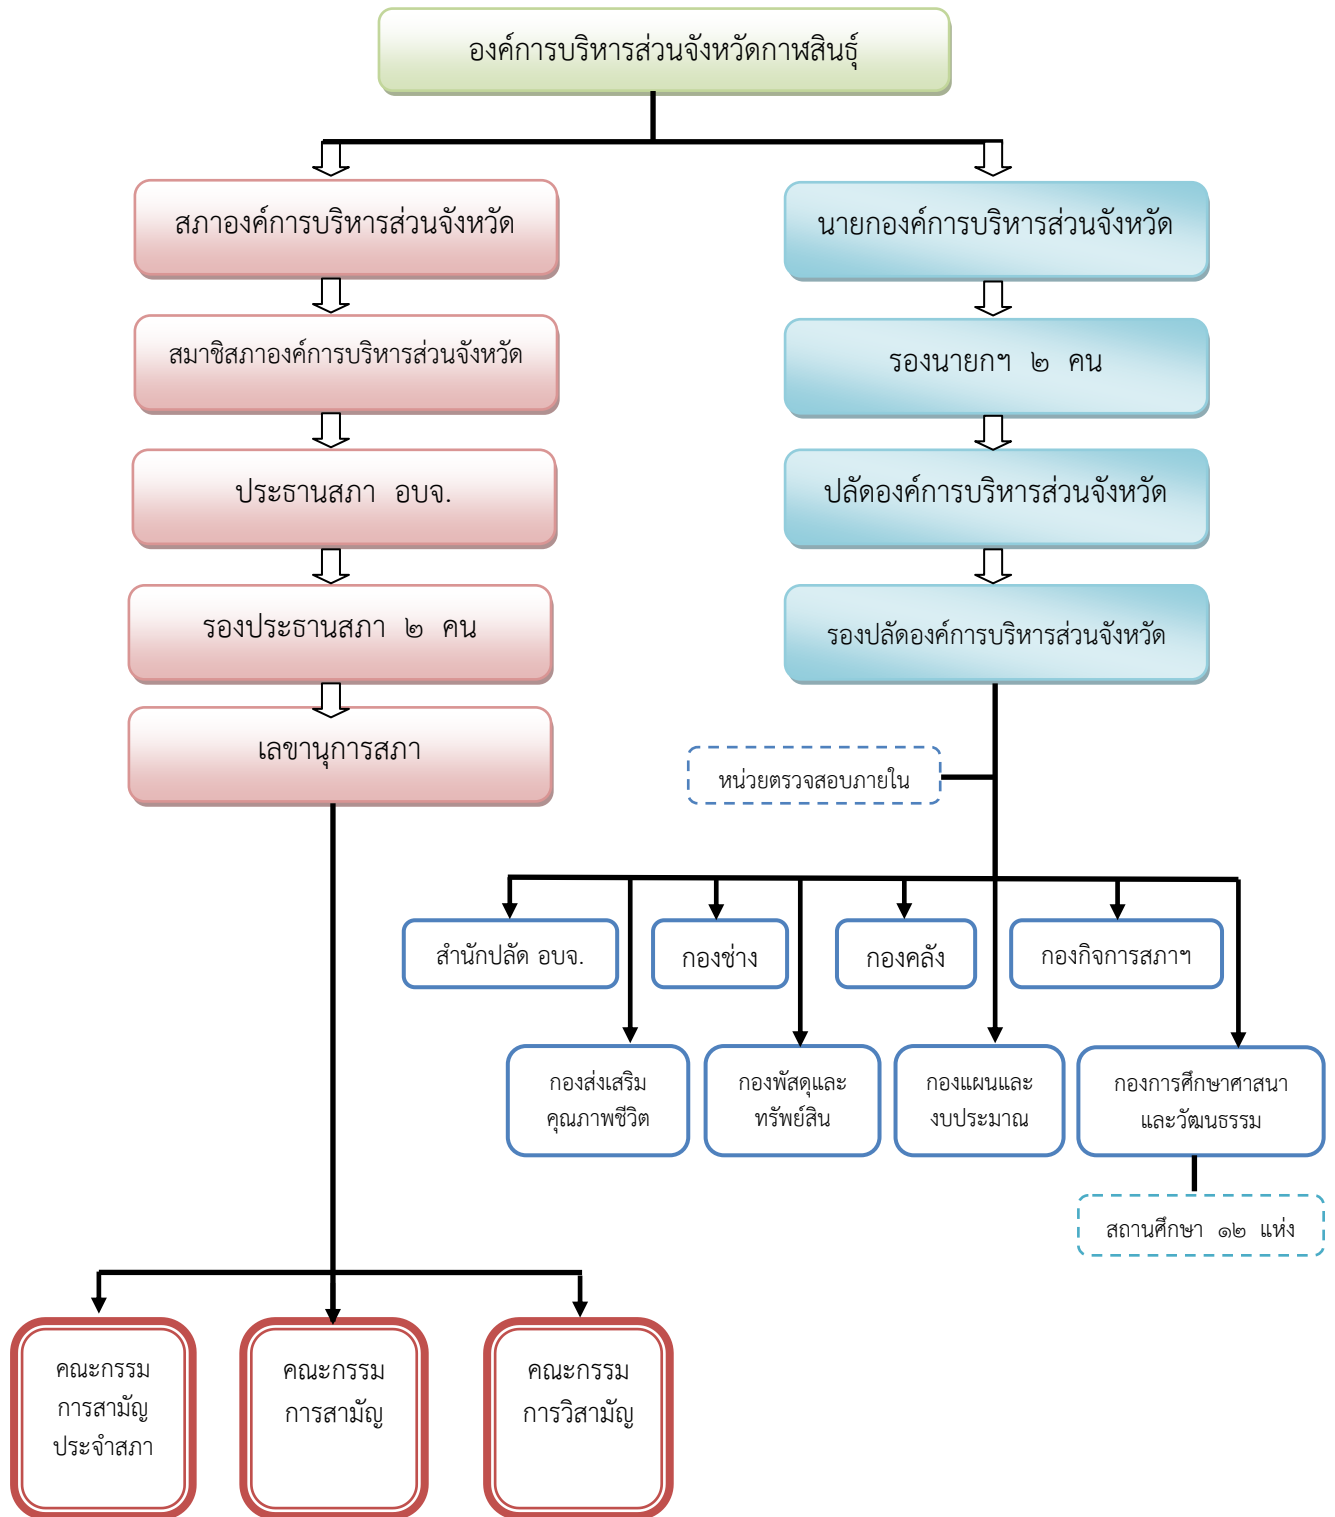 องค์การบริหารส่วนจังหวัดกาฬสินธุ์
สภาองค์การบริหารส่วนจังหวัด
นายกองค์การบริหารส่วนจังหวัด
สมาชิสภาองค์การบริหารส่วนจังหวัด
รองนายกฯ ๒ คน
ประธานสภา อบจ.
ปลัดองค์การบริหารส่วนจังหวัด
รองประธานสภา ๒ คน
รองปลัดองค์การบริหารส่วนจังหวัด
เลขานุการสภา
หน่วยตรวจสอบภายใน
สำนักปลัด อบจ.
กองช่าง
กองคลัง
กองกิจการสภาฯ
กองส่งเสริม
คุณภาพชีวิต
กองพัสดุและ
ทรัพย์สิน
กองแผนและ
งบประมาณ
กองการศึกษาศาสนา
และวัฒนธรรม
สถานศึกษา ๑๒ แห่ง
คณะกรรม
การสามัญ
ประจำสภา
คณะกรรม
การสามัญ
คณะกรรม
การวิสามัญ